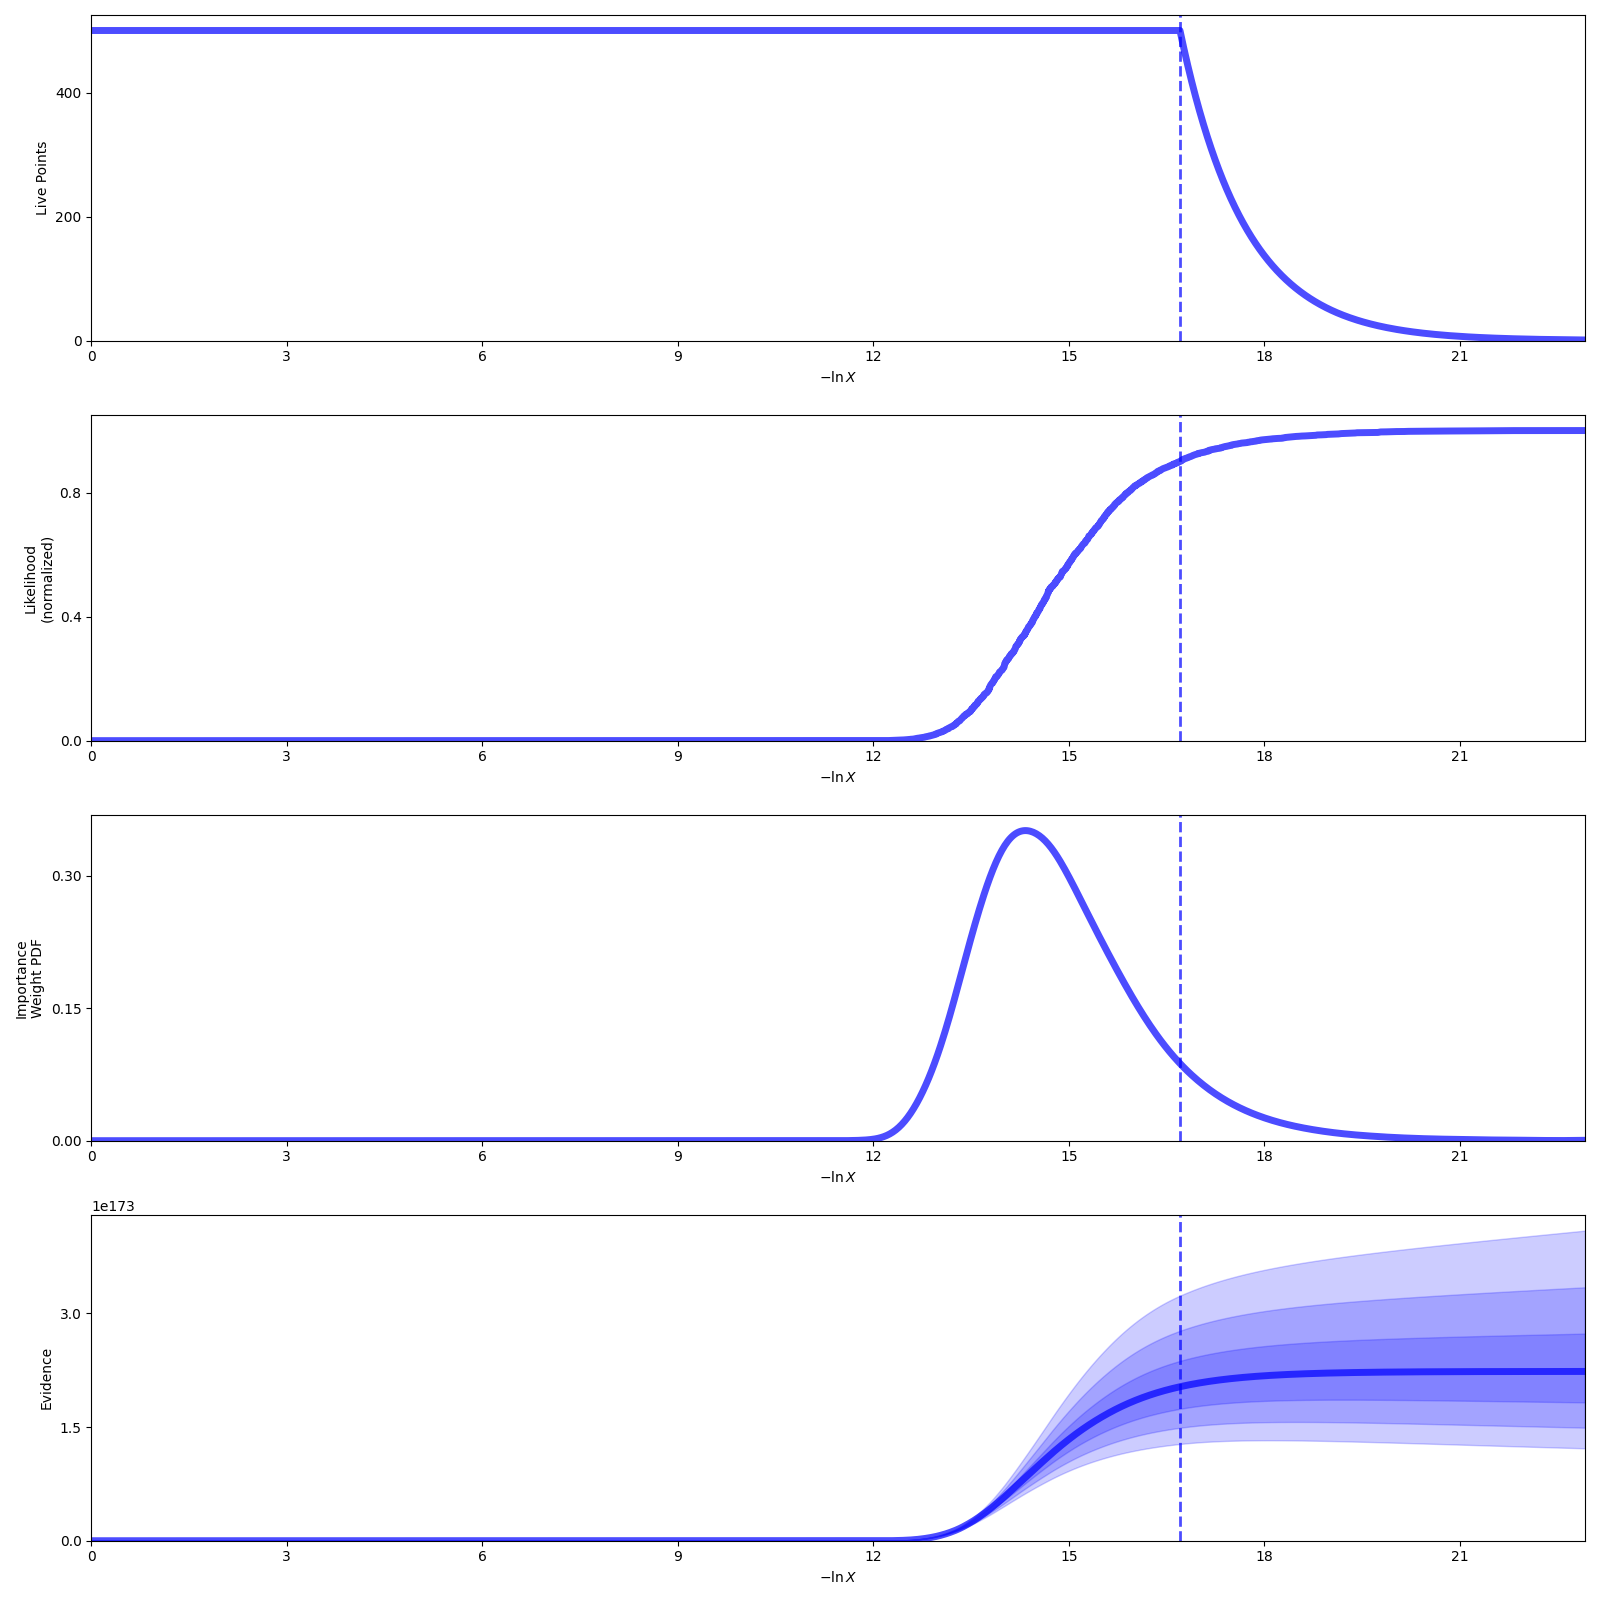 400
200
0
Live Points
0 3 6 9 12 15 18 21
−ln X
0.8
0.4
0.0
Likelihood
(normalized)
0 3 6 9 12 15 18 21
−ln X
0.30
0.15
0.00
Importance
Weight PDF
0 3 6 9 12 15 18 21
−ln X
1e173
3.0
1.5
0.0
Evidence
0 3 6 9 12 15 18 21
−ln X